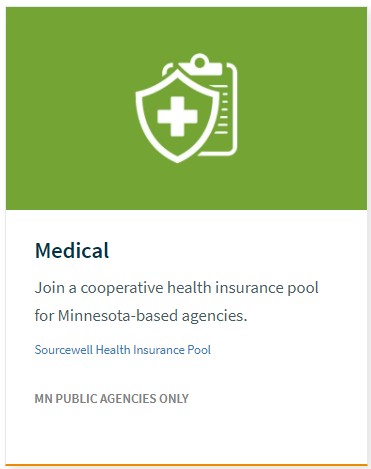 Medical
Join a cooperative health insurance pool
for Minnesota-based agencies.
Sourcewell Health Insurance Pool
MN PUBLIC AGENCIES ONLY